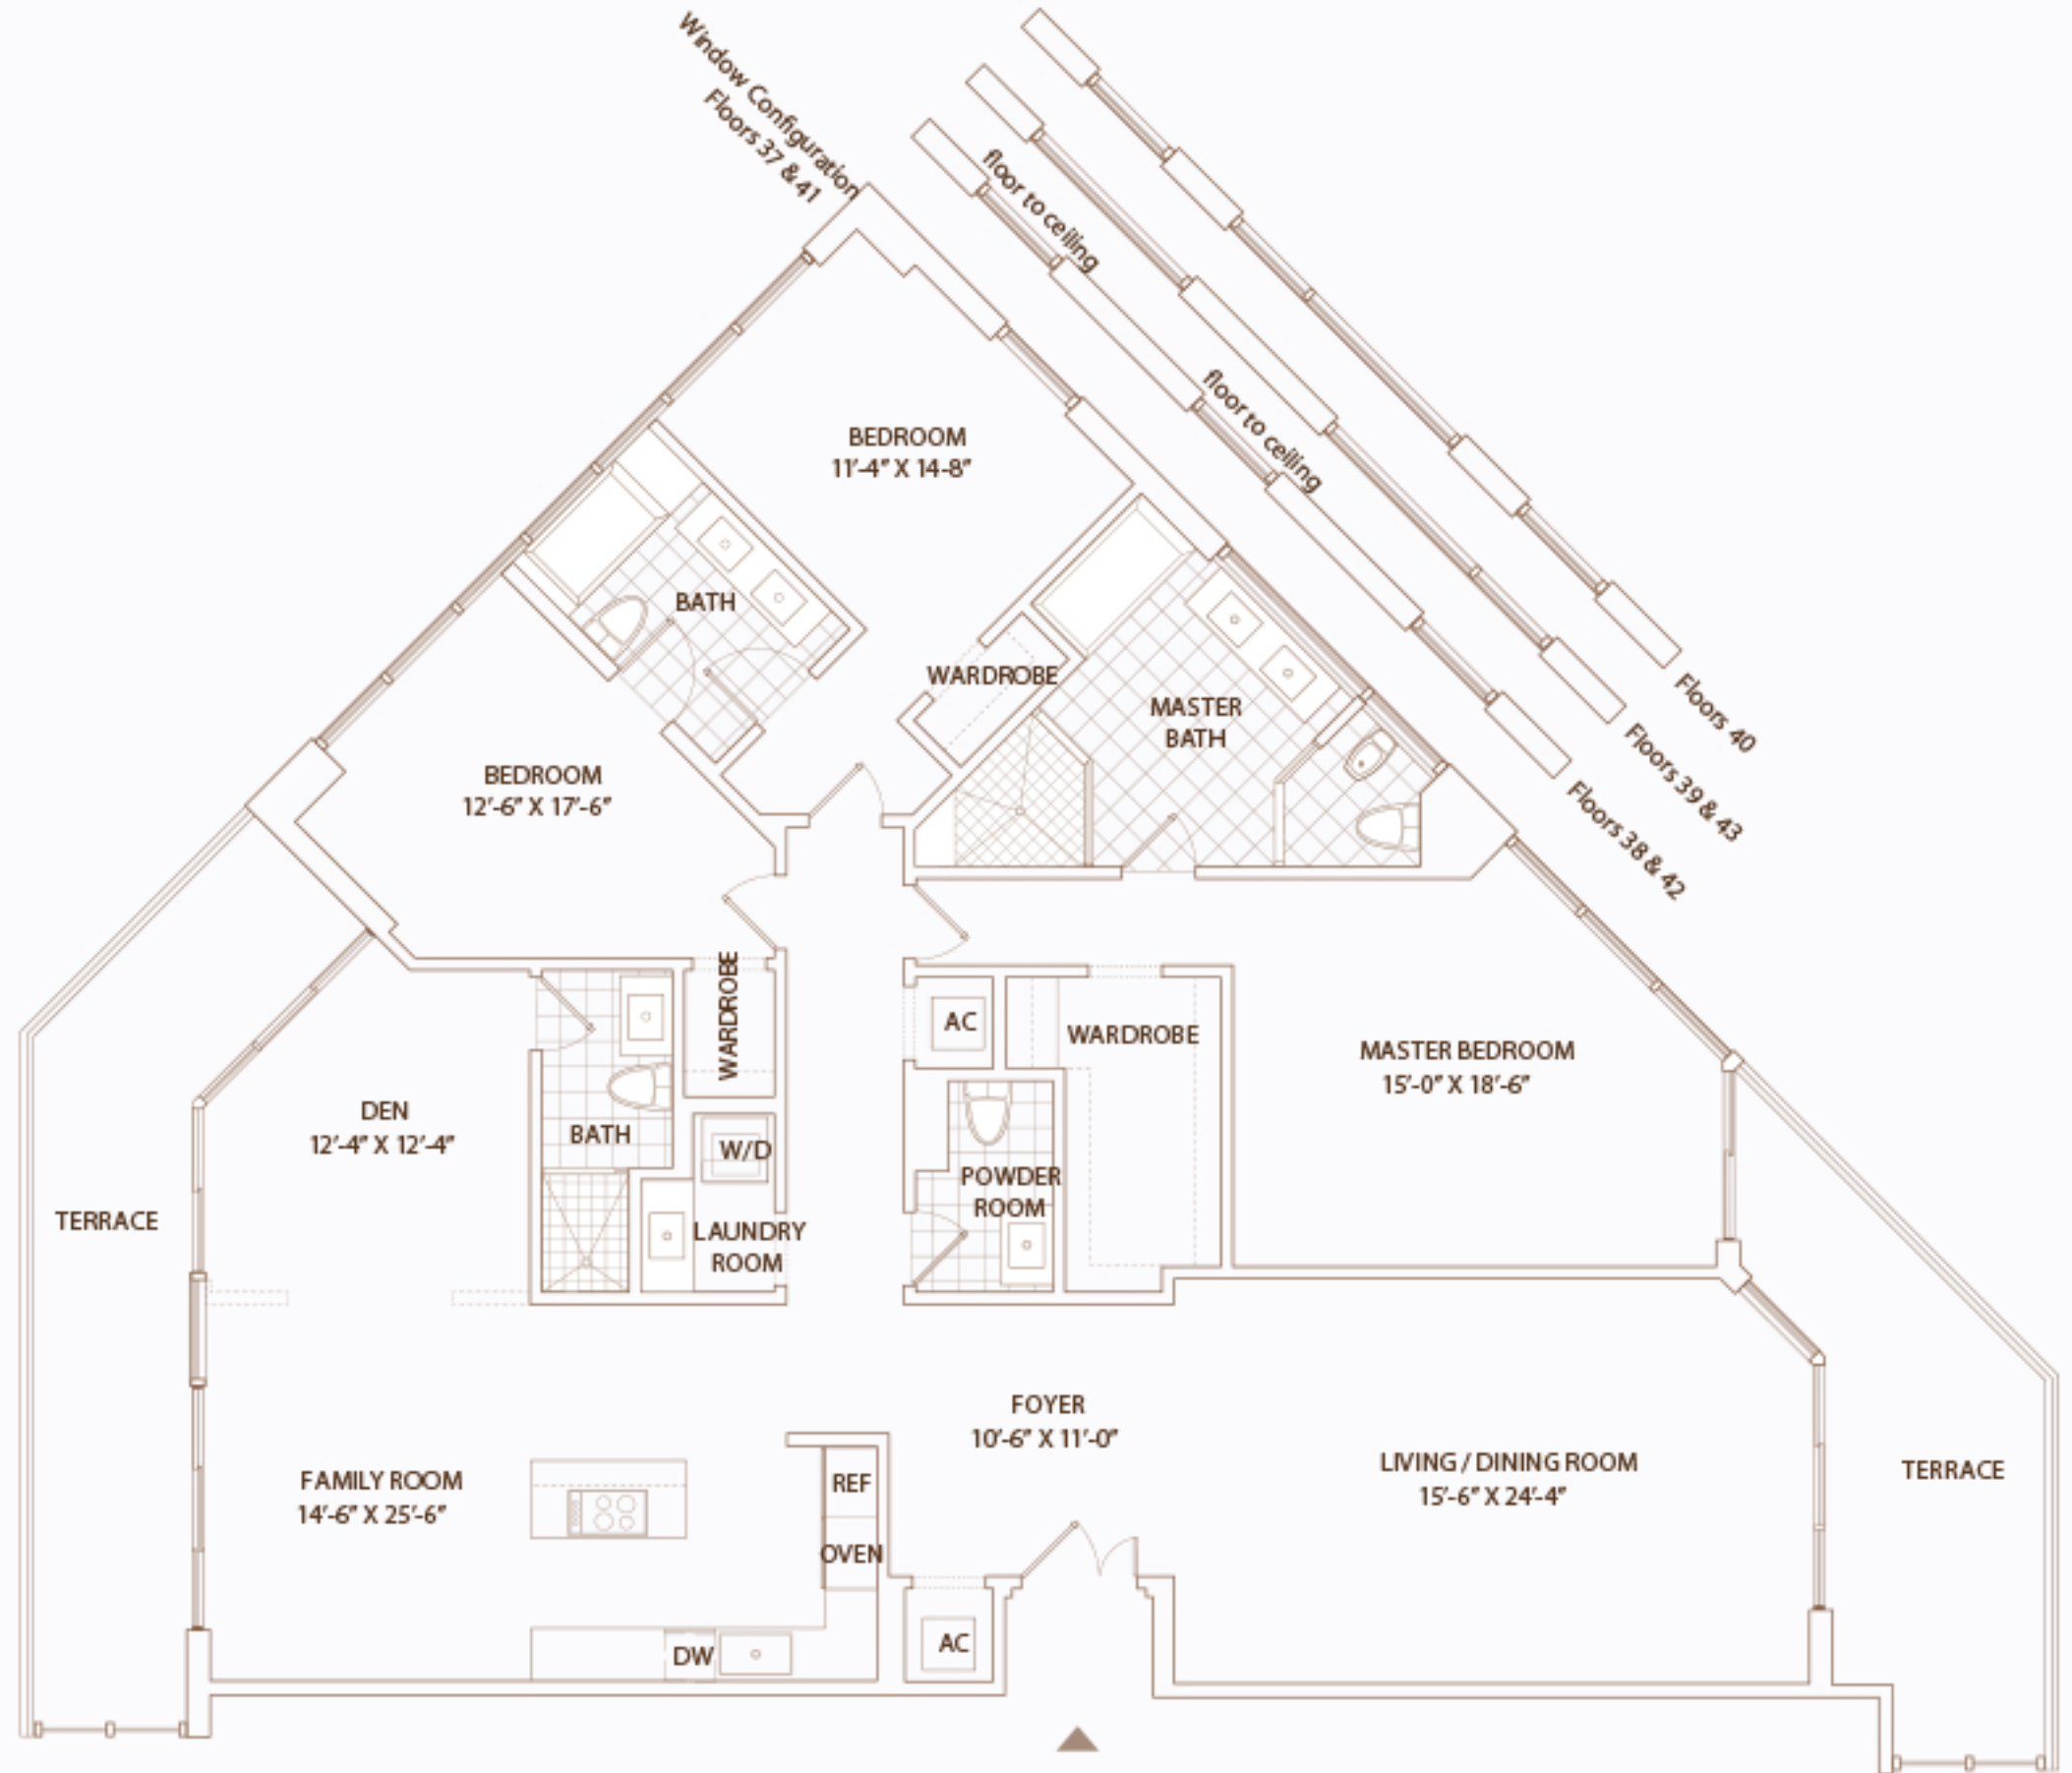 Window Configuration
Floors 37 & 41
floor to ceiling
floor to ceiling
Floors 40
Floors 39 & 43
Floors 38 & 42
BEDROOM
11'-4" X 14-8"
BATH
WARDROBE
MASTER
BATH
BEDROOM
12'-6" X 17'-6"
WARDROBE
AC
WARDROBE
MASTER BEDROOM
15'-0" X 18'-6"
DEN
12'-4" X 12'-4"
BATH
W/D
POWDER
ROOM
TERRACE
LAUNDRY
ROOM
FOYER
10'-6" X 11'-0"
LIVING / DINING ROOM
15'-6" X 24'-4"
TERRACE
FAMILY ROOM
14'-6" X 25'-6"
REF
OVEN
AC
DW